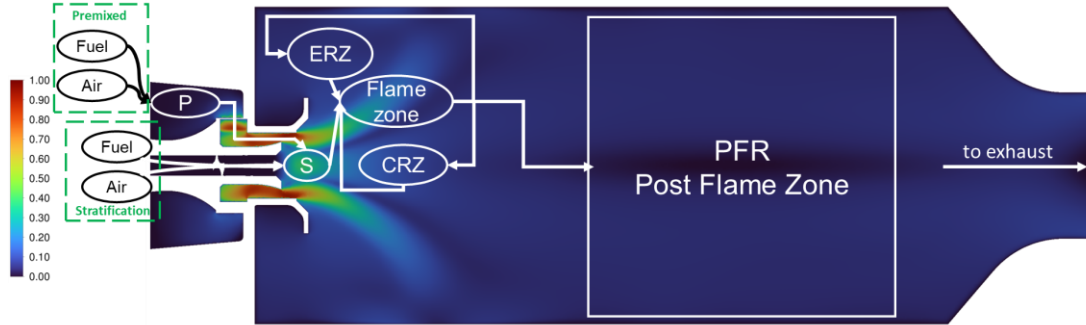 Premixed
Fuel
Air
P
Fuel
Air
Stratification
1.00
0.90
0.80
0.70
0.60
0.50
0.40
0.30
0.20
0.10
0.00
ERZ
Flame
zone
S
CRZ
PFR
Post Flame Zone
to exhaust